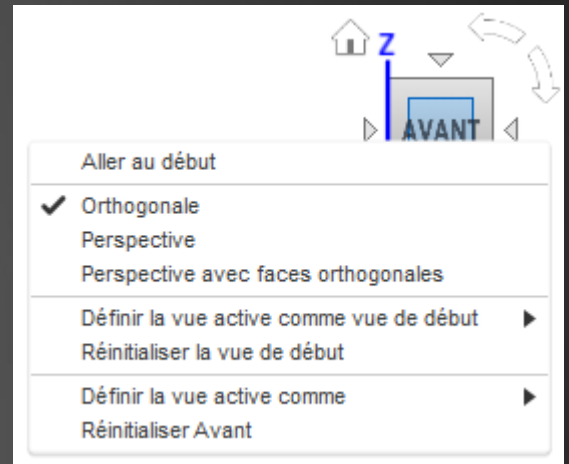 Z
AVANT
Aller au début
Orthogonale
Perspective
Perspective avec faces orthogonales
Définir la vue active comme vue de début
Réinitialiser la vue de début
Définir la vue active comme
Réinitialiser Avant